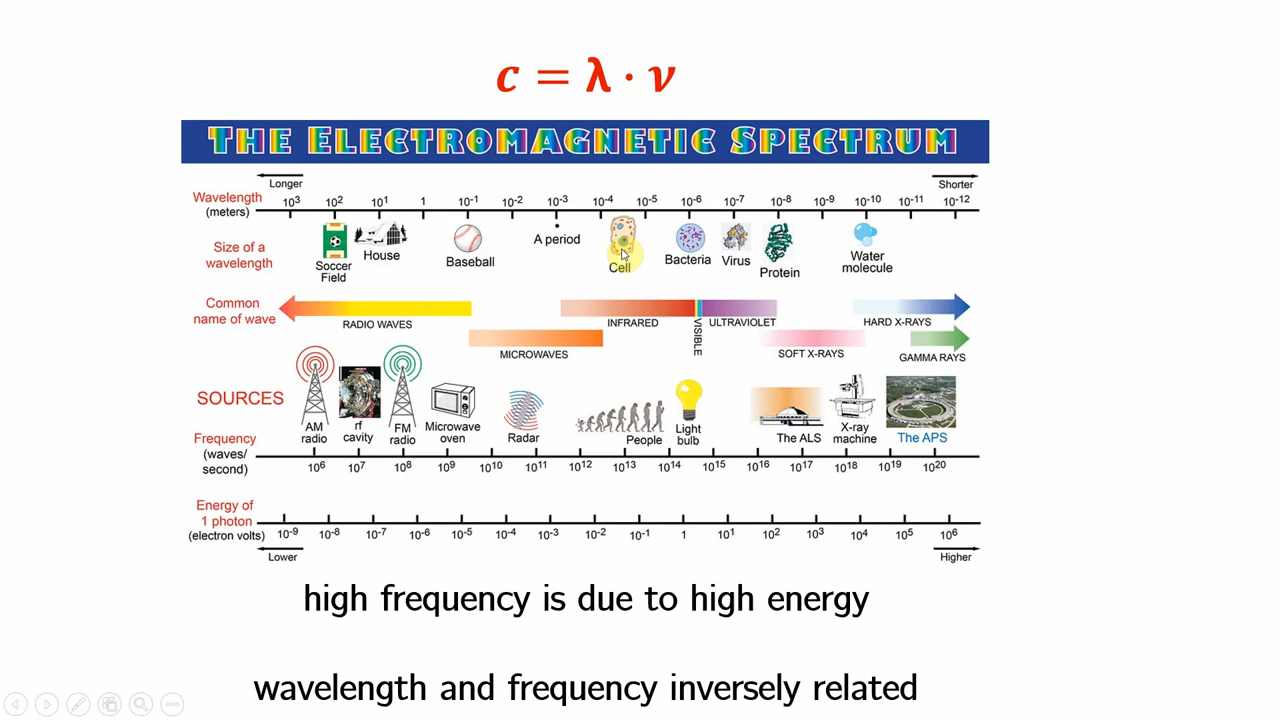 c = λ · ν
THE ELECTROMAGNETIC SPECTRUM
Longer
Shorter
Wavelength
(meters)
10³ 10² 10¹ 1 10⁻¹ 10⁻² 10⁻³ 10⁻⁴ 10⁻⁵ 10⁻⁶ 10⁻⁷ 10⁻⁸ 10⁻⁹ 10⁻¹⁰ 10⁻¹¹ 10⁻¹²
Size of a
wavelength
Soccer
Field
House
Baseball
A period
Cell
Bacteria
Virus
Protein
Water
molecule
Common
name of wave
RADIO WAVES
MICROWAVES
INFRARED
VISIBLE
ULTRAVIOLET
SOFT X-RAYS
HARD X-RAYS
GAMMA RAYS
SOURCES
AM
radio
rf
cavity
FM
radio
Microwave
oven
Radar
People
Light
bulb
The ALS
X-ray
machine
The APS
Frequency
(waves/
second)
10⁶ 10⁷ 10⁸ 10⁹ 10¹⁰ 10¹¹ 10¹² 10¹³ 10¹⁴ 10¹⁵ 10¹⁶ 10¹⁷ 10¹⁸ 10¹⁹ 10²⁰
Energy of
1 photon
(electron volts)
10⁻⁹ 10⁻⁸ 10⁻⁷ 10⁻⁶ 10⁻⁵ 10⁻⁴ 10⁻³ 10⁻² 10⁻¹ 1 10¹ 10² 10³ 10⁴ 10⁵ 10⁶
Lower
Higher
high frequency is due to high energy
wavelength and frequency inversely related